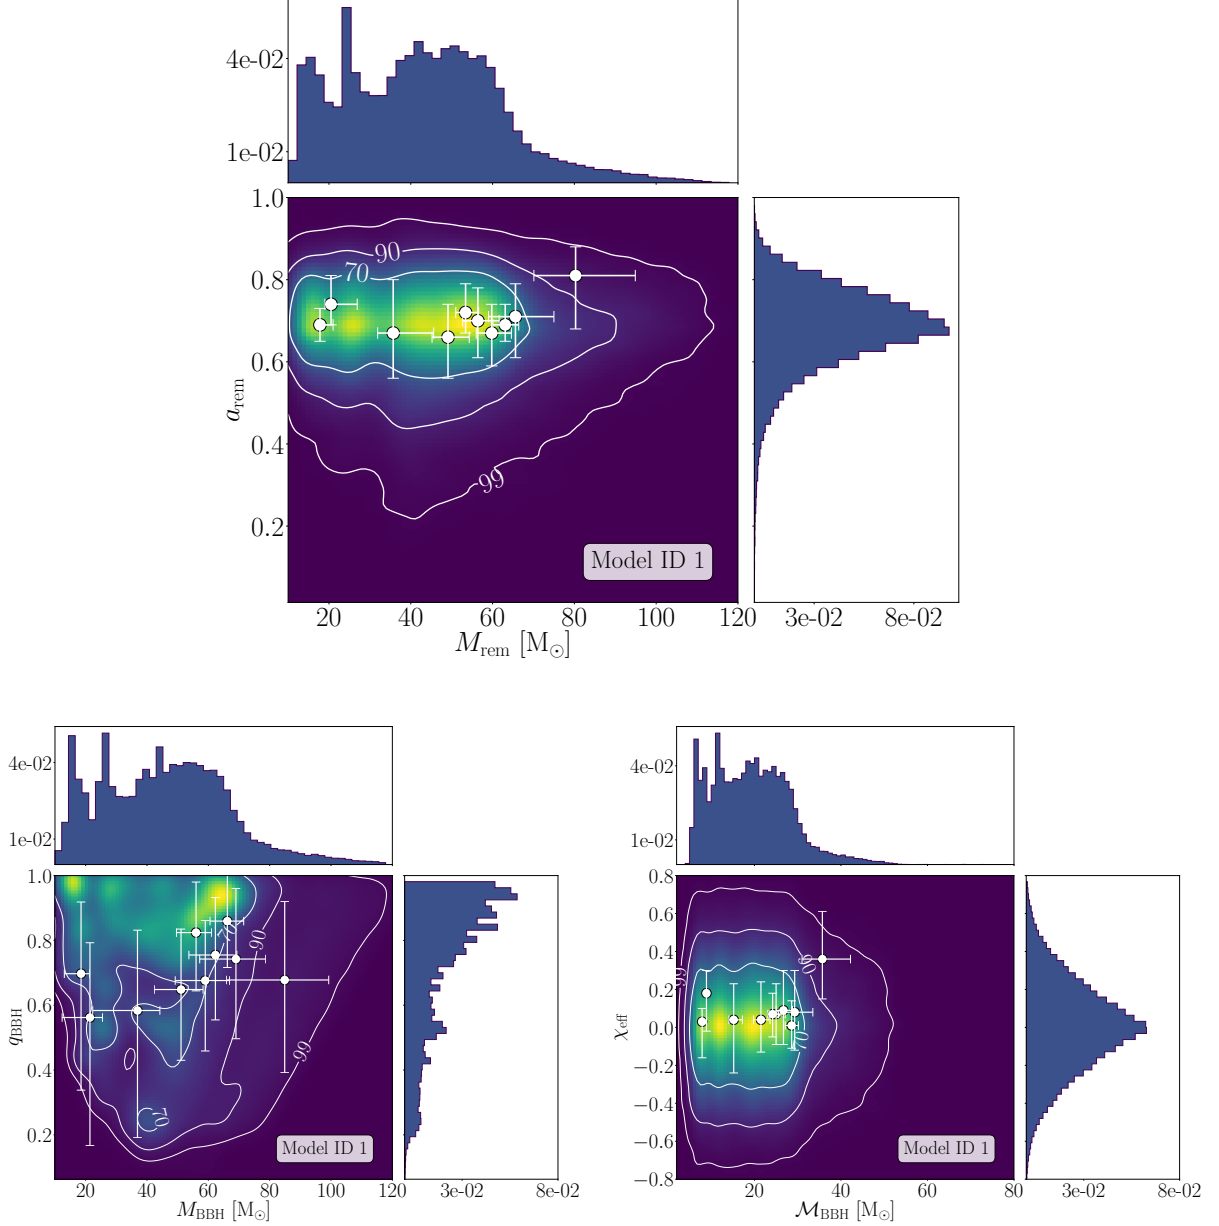 4e-02
1e-02
1.0
0.8
0.6
0.4
0.2
a_rem
90
70
99
Model ID 1
20 40 60 80 100 120
M_rem [M_⊙]
3e-02 8e-02
4e-02
1e-02
1.0
0.8
0.6
0.4
0.2
q_BBH
70
90
99
70
Model ID 1
20 40 60 80 100 120
M_BBH [M_⊙]
3e-02 8e-02
4e-02
1e-02
0.8
0.6
0.4
0.2
0.0
−0.2
−0.4
−0.6
−0.8
χ_eff
99
90
70
Model ID 1
20 40 60 80
ℳ_BBH [M_⊙]
3e-02 8e-02